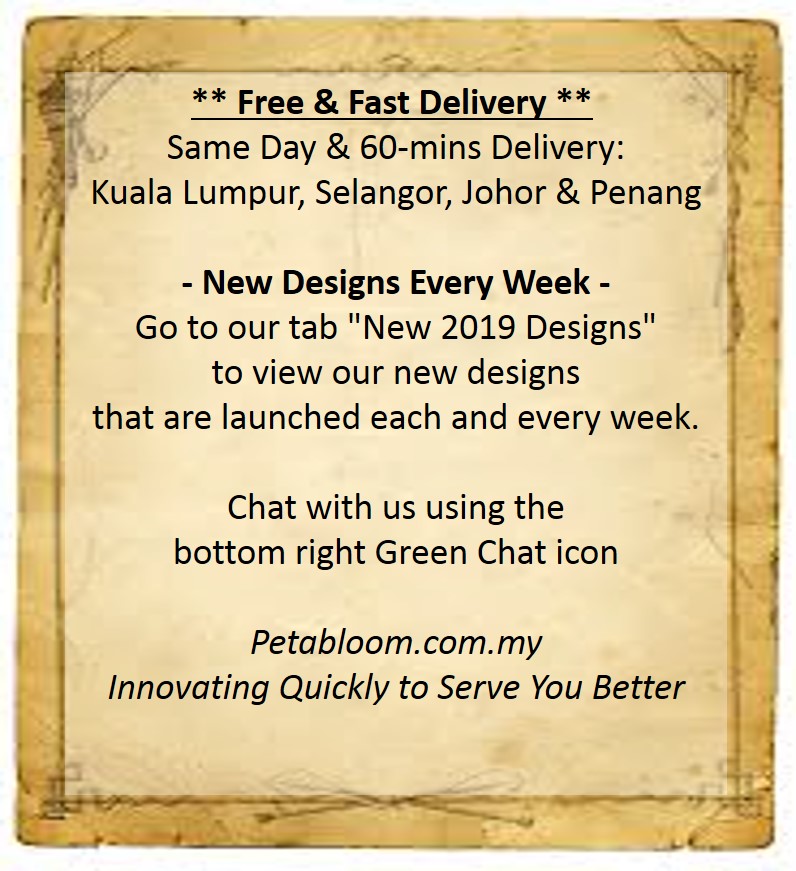 ** Free & Fast Delivery **
Same Day & 60-mins Delivery:
Kuala Lumpur, Selangor, Johor & Penang
- New Designs Every Week -
Go to our tab "New 2019 Designs"
to view our new designs
that are launched each and every week.
Chat with us using the
bottom right Green Chat icon
Petabloom.com.my
Innovating Quickly to Serve You Better